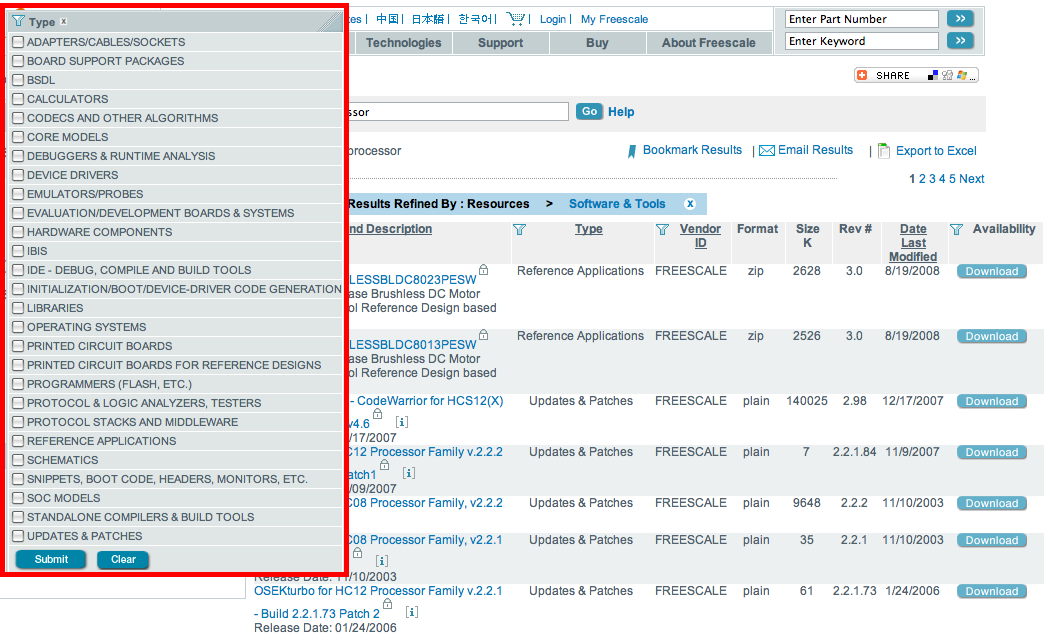 Type x
ADAPTERS/CABLES/SOCKETS
BOARD SUPPORT PACKAGES
BSDL
CALCULATORS
CODECS AND OTHER ALGORITHMS
CORE MODELS
DEBUGGERS & RUNTIME ANALYSIS
DEVICE DRIVERS
EMULATORS/PROBES
EVALUATION/DEVELOPMENT BOARDS & SYSTEMS
HARDWARE COMPONENTS
IBIS
IDE - DEBUG, COMPILE AND BUILD TOOLS
INITIALIZATION/BOOT/DEVICE-DRIVER CODE GENERATION
LIBRARIES
OPERATING SYSTEMS
PRINTED CIRCUIT BOARDS
PRINTED CIRCUIT BOARDS FOR REFERENCE DESIGNS
PROGRAMMERS (FLASH, ETC.)
PROTOCOL & LOGIC ANALYZERS, TESTERS
PROTOCOL STACKS AND MIDDLEWARE
REFERENCE APPLICATIONS
SCHEMATICS
SNIPPETS, BOOT CODE, HEADERS, MONITORS, ETC.
SOC MODELS
STANDALONE COMPILERS & BUILD TOOLS
UPDATES & PATCHES
Submit Clear
es | 中国 | 日本語 | 한국어 | Login | My Freescale
Technologies Support Buy About Freescale
Enter Part Number >>
Enter Keyword >>
SHARE ...
ssor Go Help
processor
Bookmark Results | Email Results | Export to Excel
1 2 3 4 5 Next
Results Refined By : Resources > Software & Tools x
nd Description Type Vendor ID Format Size K Rev # Date Last Modified Availability
LESSBLDC8023PESW Reference Applications FREESCALE zip 2628 3.0 8/19/2008 Download
ase Brushless DC Motor
ol Reference Design based
LESSBLDC8013PESW Reference Applications FREESCALE zip 2526 3.0 8/19/2008 Download
ase Brushless DC Motor
ol Reference Design based
- CodeWarrior for HCS12(X) Updates & Patches FREESCALE plain 140025 2.98 12/17/2007 Download
v4.6 [i]
/17/2007
C12 Processor Family v.2.2.2 Updates & Patches FREESCALE plain 7 2.2.1.84 11/9/2007 Download
atch1 [i]
/09/2007
C08 Processor Family, v.2.2.2 Updates & Patches FREESCALE plain 9648 2.2.2 11/10/2003 Download
C08 Processor Family, v.2.2.1 Updates & Patches FREESCALE plain 35 2.2.1 11/10/2003 Download
[i]
Release Date: 11/10/2003
OSEKturbo for HC12 Processor Family, v.2.2.1 Updates & Patches FREESCALE plain 61 2.2.1.73 1/24/2006 Download
- Build 2.2.1.73 Patch 2 [i]
Release Date: 01/24/2006